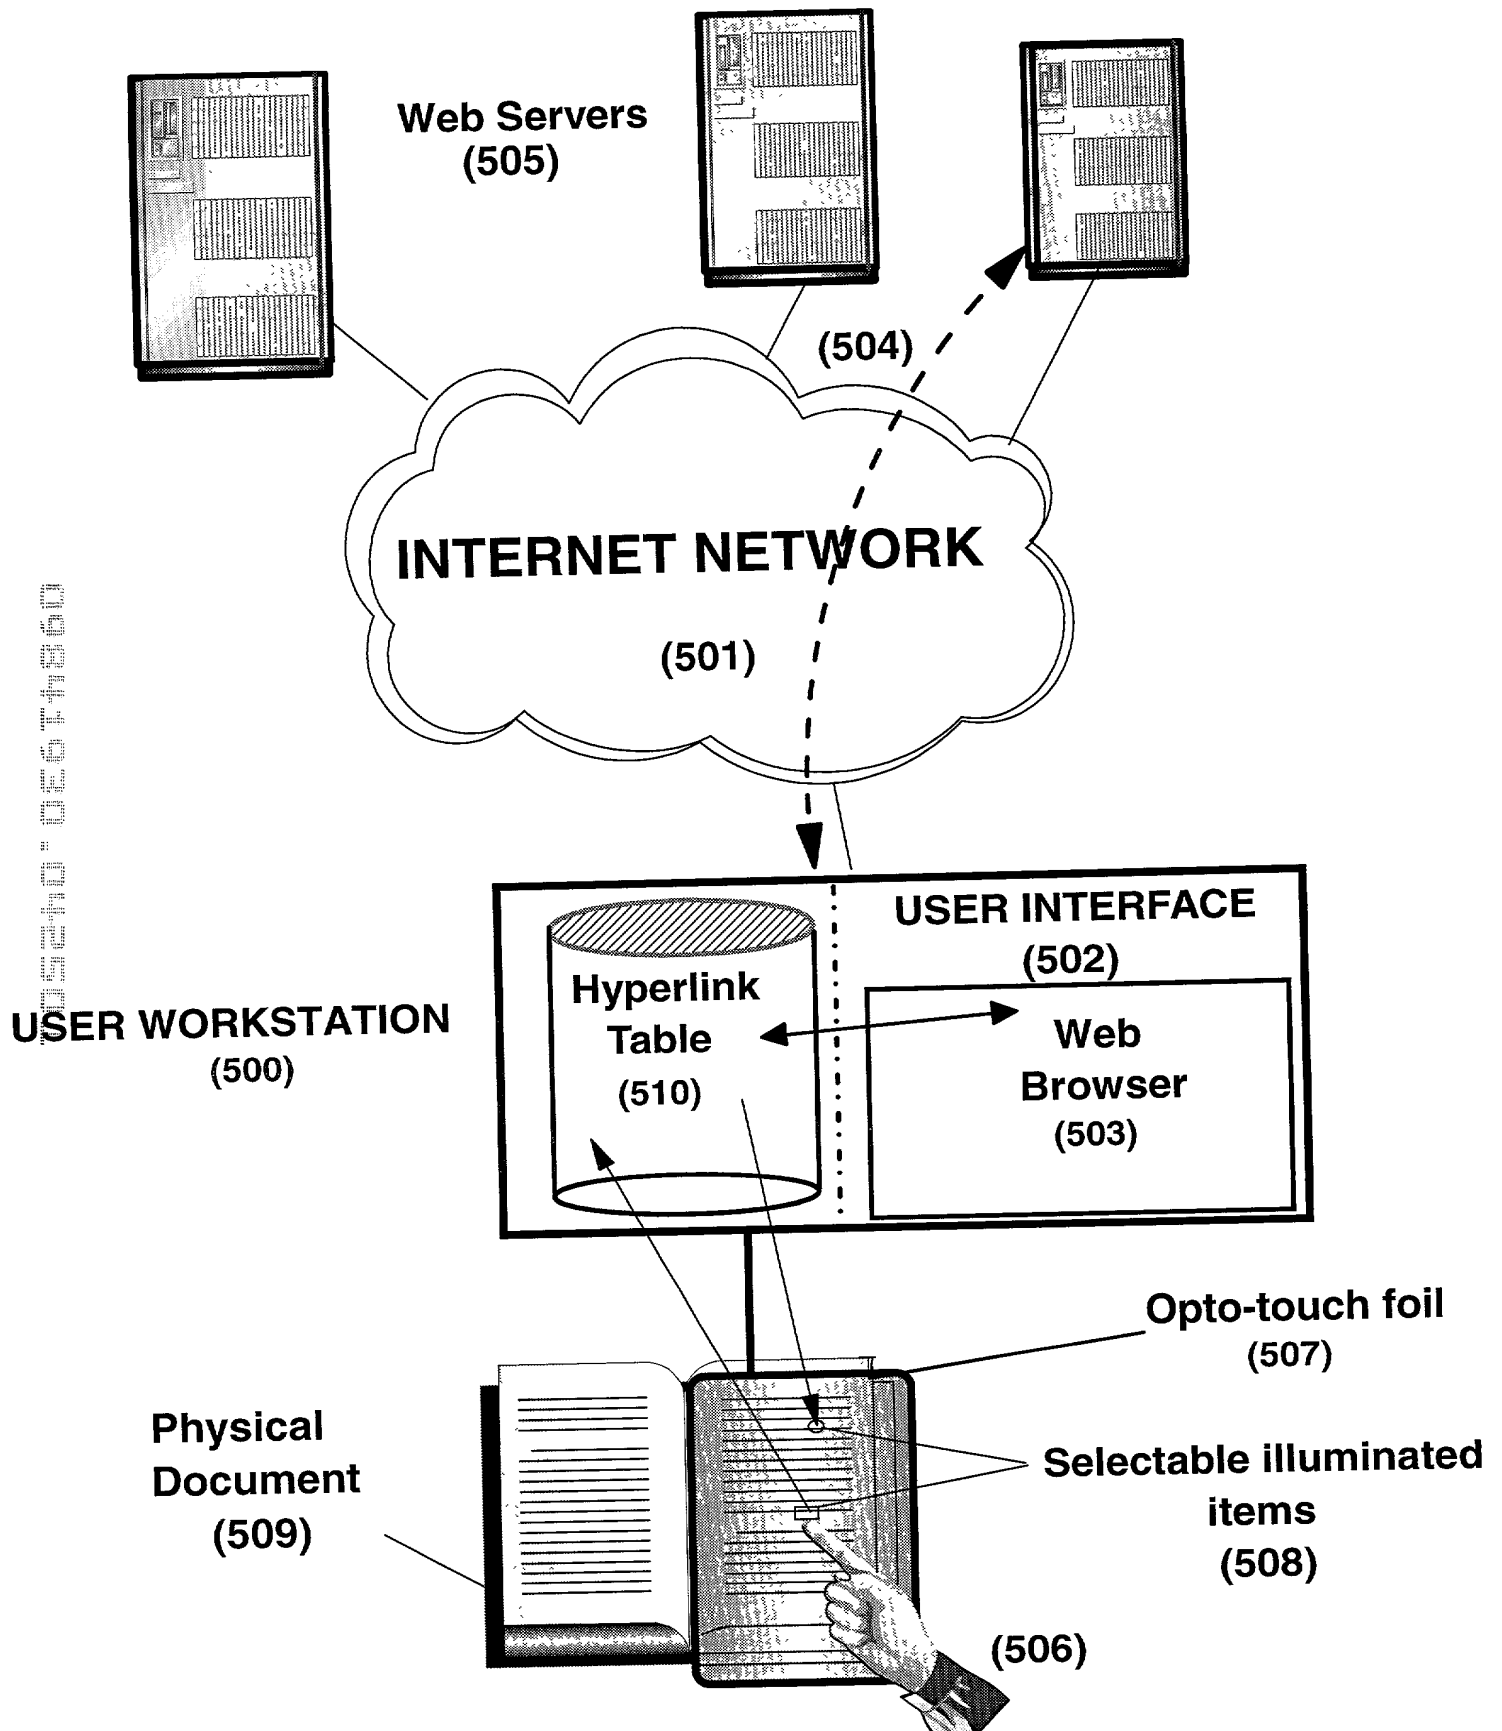 Web Servers
(505)
(504)
INTERNET NETWORK
(501)
USER INTERFACE
(502)
Hyperlink
Table
(510)
Web
Browser
(503)
USER WORKSTATION
(500)
Opto-touch foil
(507)
Physical
Document
(509)
Selectable illuminated
items
(508)
(506)